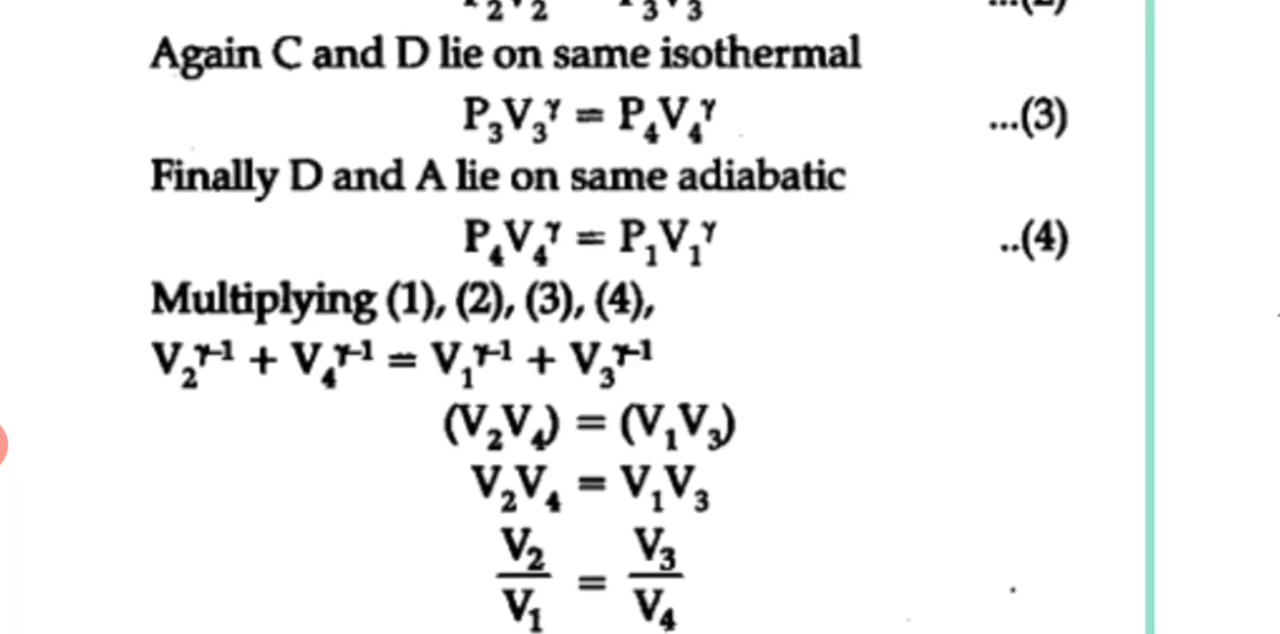 Again C and D lie on same isothermal
P₃V₃ᵞ = P₄V₄ᵞ ...(3)
Finally D and A lie on same adiabatic
P₄V₄ᵞ = P₁V₁ᵞ ..(4)
Multiplying (1), (2), (3), (4),
V₂ᵞ⁻¹ + V₄ᵞ⁻¹ = V₁ᵞ⁻¹ + V₃ᵞ⁻¹
(V₂V₄) = (V₁V₃)
V₂V₄ = V₁V₃
V₂/V₁ = V₃/V₄